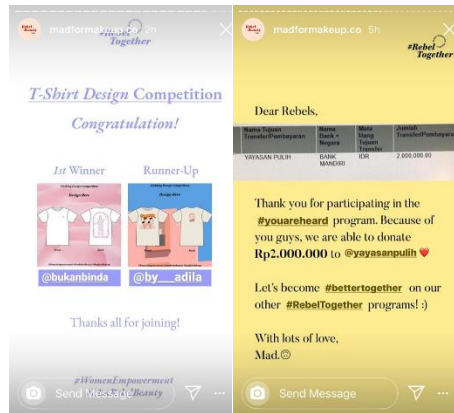 madformakeup.co 2h
#Rebel
Together
T-Shirt Design Competition
Congratulation!
1st Winner
Runner-Up
@bukanbinda
@by___adila
Thanks all for joining!
#WomenEmpowerment
Send Message
madformakeup.co 5h
#Rebel
Together
Dear Rebels,
Nama Tujuan Transfer/Pembayaran
Nama Bank - Negara
Mata Uang Tujuan Transfer
Jumlah Transfer/Pembayaran
YAYASAN PULIH
BANK MANDIRI
IDR
2,000,000.00
Thank you for participating in the
#youareheard program. Because of
you guys, we are able to donate
Rp2.000.000 to @yayasanpulih ❤️
Let's become #bettertogether on our
other #RebelTogether programs! :)
With lots of love,
Mad.☺
Send Message